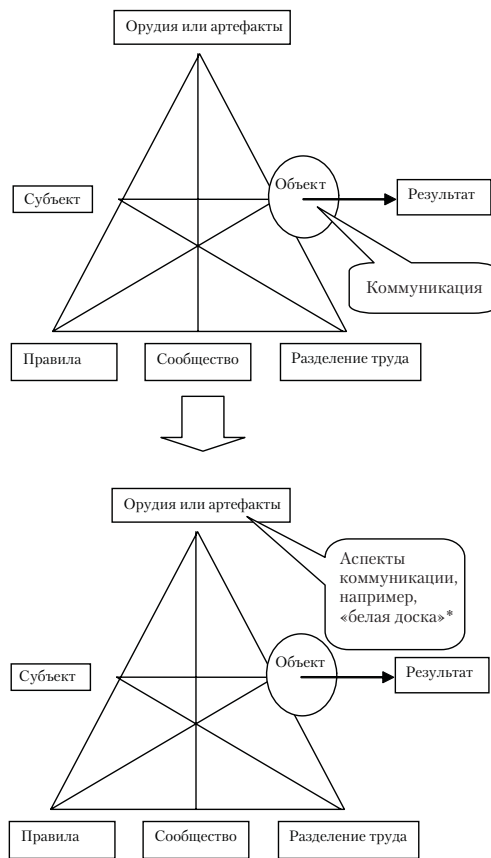 Орудия или артефакты
Объект
Субъект
Результат
Коммуникация
Правила
Сообщество
Разделение труда
Орудия или артефакты
Аспекты
коммуникации,
например,
«белая доска»*
Объект
Субъект
Результат
Правила
Сообщество
Разделение труда